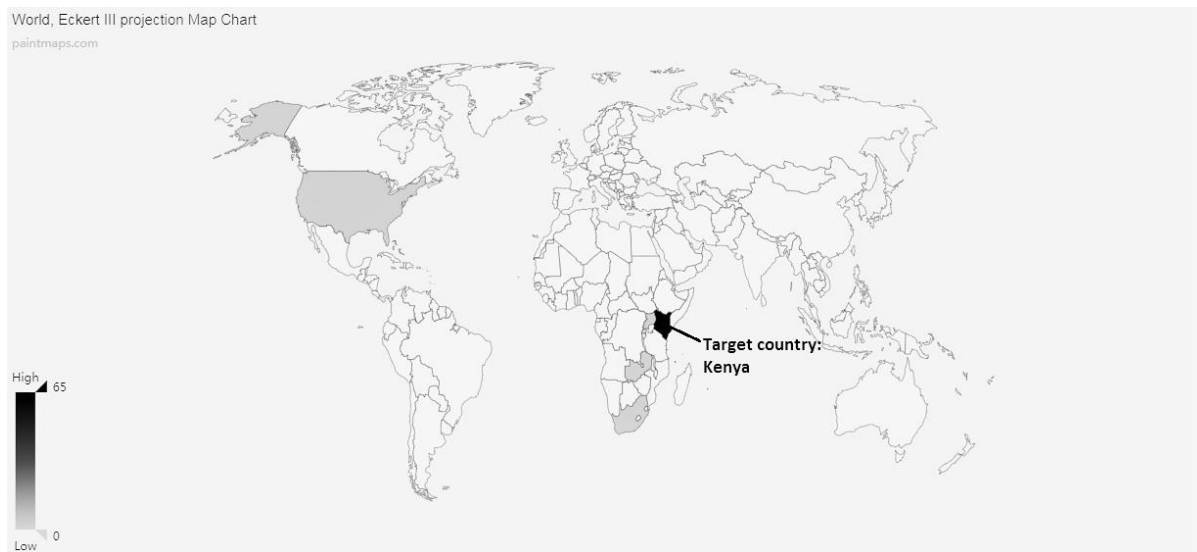 World, Eckert III projection Map Chart
paintmaps.com
Target country:
Kenya
High
65
0
Low